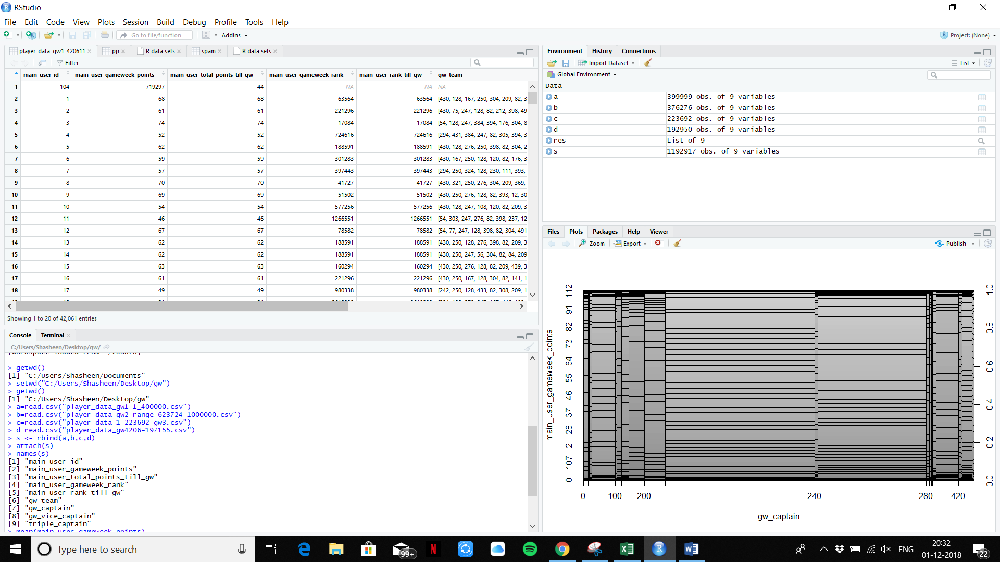 RStudio
File Edit Code View Plots Session Build Debug Profile Tools Help
Go to file/function Addins Project: (None)
player_data_gw1_420611 pp R data sets spam R data sets
Filter
main_user_id main_user_gameweek_points main_user_total_points_till_gw main_user_gameweek_rank main_user_rank_till_gw gw_team
1 104 719297 44 NA NA NA
2 1 68 68 63564 63564 [430, 128, 167, 250, 304, 209, 82, 3
3 2 61 61 221296 221296 [430, 75, 247, 128, 82, 212, 398, 49
4 3 74 74 17084 17084 [54, 128, 247, 384, 394, 176, 304, 8
5 4 52 52 724616 724616 [294, 431, 384, 247, 82, 305, 394, 3
6 5 62 62 188591 188591 [430, 128, 276, 250, 398, 82, 304, 2
7 6 59 59 301283 301283 [430, 167, 250, 128, 120, 82, 176, 3
8 7 57 57 397443 397443 [294, 250, 324, 128, 230, 111, 393,
9 8 70 70 41727 41727 [430, 321, 250, 276, 304, 209, 369,
10 9 69 69 51502 51502 [430, 250, 276, 128, 82, 393, 12, 30
11 10 54 54 577256 577256 [430, 128, 247, 108, 120, 82, 209, 3
12 11 46 46 1266551 1266551 [54, 303, 247, 276, 82, 398, 237, 12
13 12 67 67 78582 78582 [54, 77, 247, 128, 398, 82, 304, 491
14 13 62 62 188591 188591 [430, 250, 128, 276, 398, 82, 209, 3
15 14 62 62 188591 188591 [430, 250, 247, 56, 304, 82, 84, 209
16 15 63 63 160294 160294 [430, 250, 276, 128, 82, 209, 439, 3
17 16 61 61 221296 221296 [430, 250, 167, 128, 304, 82, 141, 1
18 17 49 49 980338 980338 [242, 250, 128, 433, 82, 308, 209, 1
Showing 1 to 20 of 42,061 entries
Console Terminal
C:/Users/Shasheen/Desktop/gw/
[Workspace loaded from ~/.RData]
> getwd()
[1] "C:/Users/Shasheen/Documents"
> setwd("C:/Users/Shasheen/Desktop/gw")
> getwd()
[1] "C:/Users/Shasheen/Desktop/gw"
> a=read.csv("player_data_gw1-1_400000.csv")
> b=read.csv("player_data_gw2_range_623724-1000000.csv")
> c=read.csv("player_data_1-223692_gw3.csv")
> d=read.csv("player_data_gw4206-197155.csv")
> s <- rbind(a,b,c,d)
> attach(s)
> names(s)
[1] "main_user_id"
[2] "main_user_gameweek_points"
[3] "main_user_total_points_till_gw"
[4] "main_user_gameweek_rank"
[5] "main_user_rank_till_gw"
[6] "gw_team"
[7] "gw_captain"
[8] "gw_vice_captain"
[9] "triple_captain"
> mean(main_user_gameweek_points)
Environment History Connections
Import Dataset List
Global Environment
Data
a 399999 obs. of 9 variables
b 376276 obs. of 9 variables
c 223692 obs. of 9 variables
d 192950 obs. of 9 variables
res List of 9
s 1192917 obs. of 9 variables
Files Plots Packages Help Viewer
Zoom Export Publish
main_user_gameweek_points
112
91
82
73
64
55
46
37
28
2
107
0
1.0
0.8
0.6
0.4
0.2
0.0
0 100 200 240 280 420
gw_captain
Type here to search
99+
N
ENG
20:32
01-12-2018
22